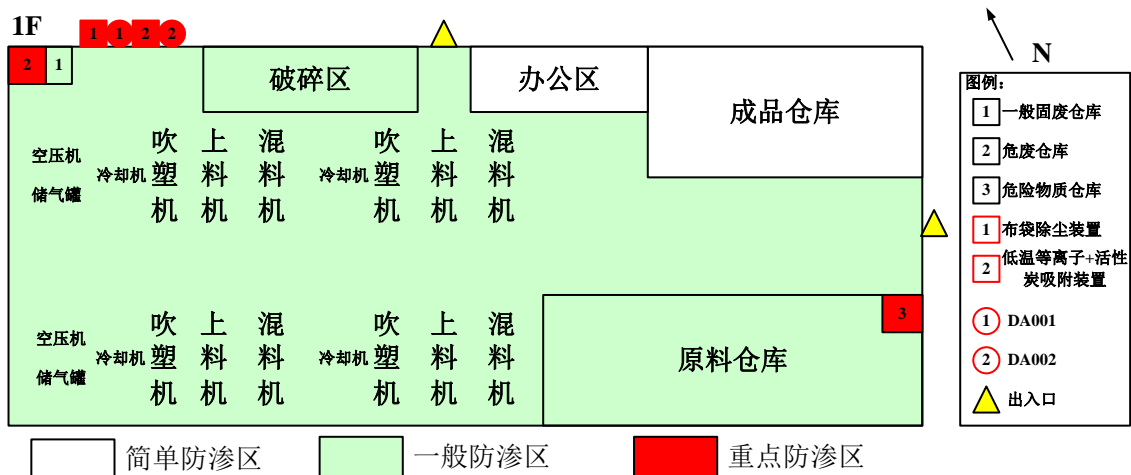 1F
1 1 2 2
N
2 1
破碎区
办公区
成品仓库
空压机
储气罐
冷却机
吹塑机
上料机
混料机
冷却机
吹塑机
上料机
混料机
空压机
储气罐
冷却机
吹塑机
上料机
混料机
冷却机
吹塑机
上料机
混料机
3
原料仓库
图例:
1 一般固废仓库
2 危废仓库
3 危险物质仓库
1 布袋除尘装置
2 低温等离子+活性
炭吸附装置
1 DA001
2 DA002
出入口
简单防渗区
一般防渗区
重点防渗区